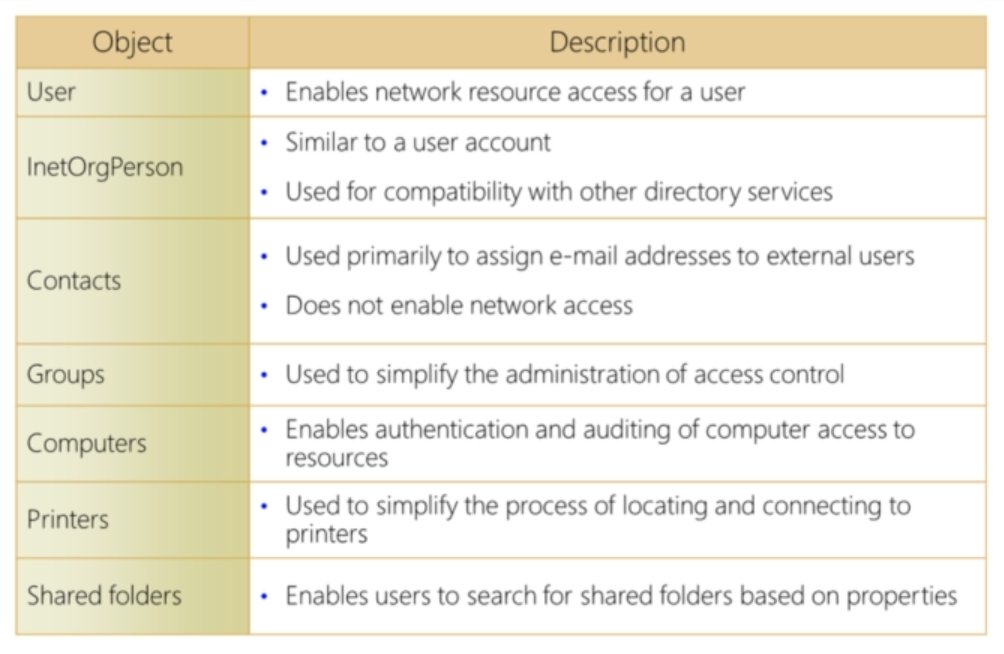 Object Description
User
• Enables network resource access for a user
InetOrgPerson
• Similar to a user account
• Used for compatibility with other directory services
Contacts
• Used primarily to assign e-mail addresses to external users
• Does not enable network access
Groups
• Used to simplify the administration of access control
Computers
• Enables authentication and auditing of computer access to
resources
Printers
• Used to simplify the process of locating and connecting to
printers
Shared folders
• Enables users to search for shared folders based on properties